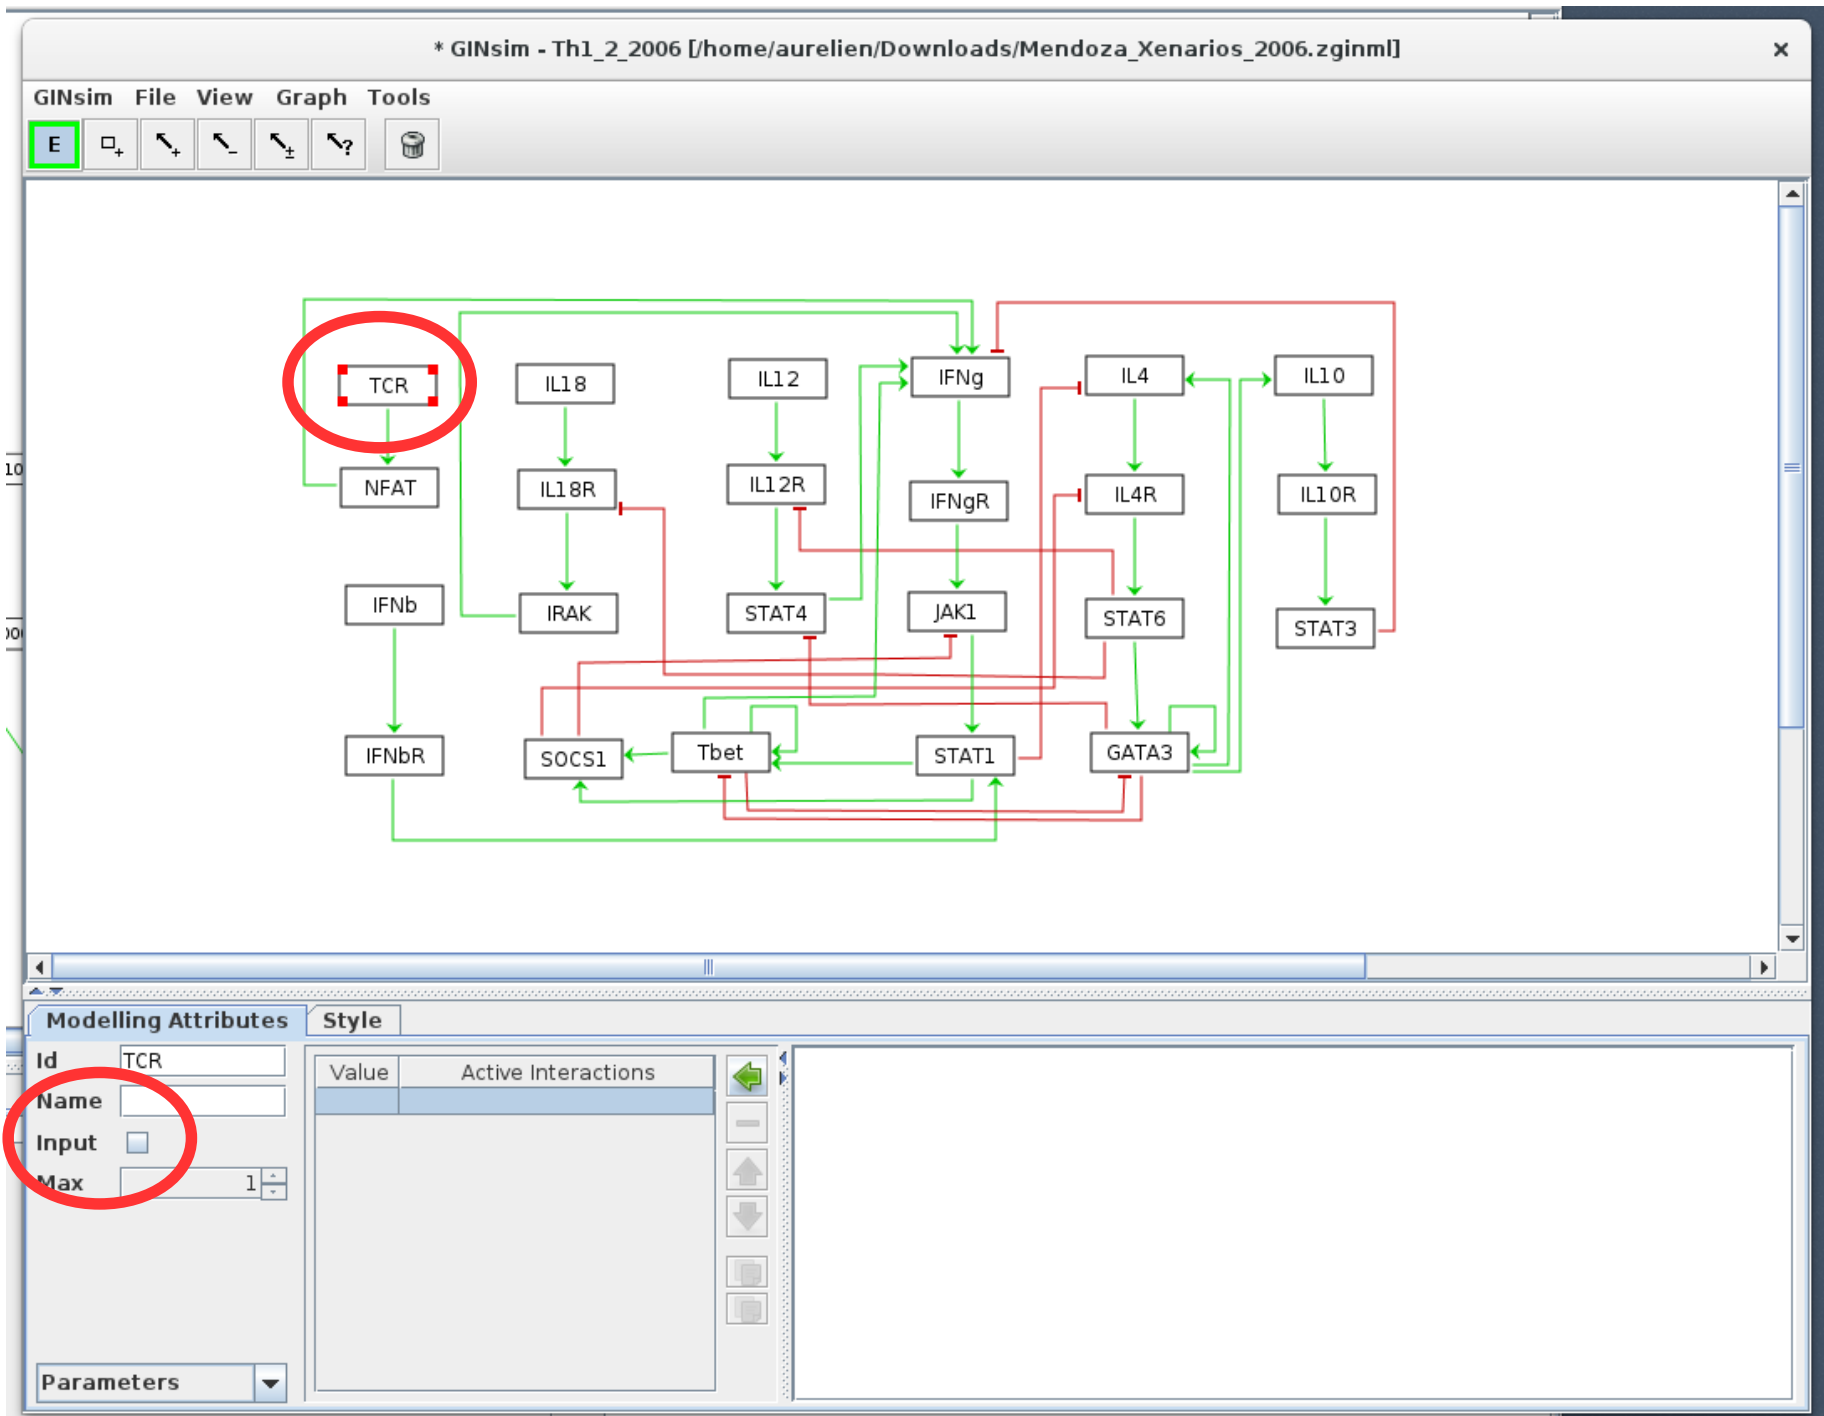 * GINsim - Th1_2_2006 [/home/aurelien/Downloads/Mendoza_Xenarios_2006.zginml]
GINsim File View Graph Tools
E
TCR IL18 IL12 IFNg IL4 IL10
10
NFAT IL18R IL12R IFNgR IL4R IL10R
IFNb IRAK STAT4 JAK1 STAT6 STAT3
IFNbR SOCS1 Tbet STAT1 GATA3
Modelling Attributes Style
Id TCR
Value Active Interactions
Name
Input
Max 1
Parameters